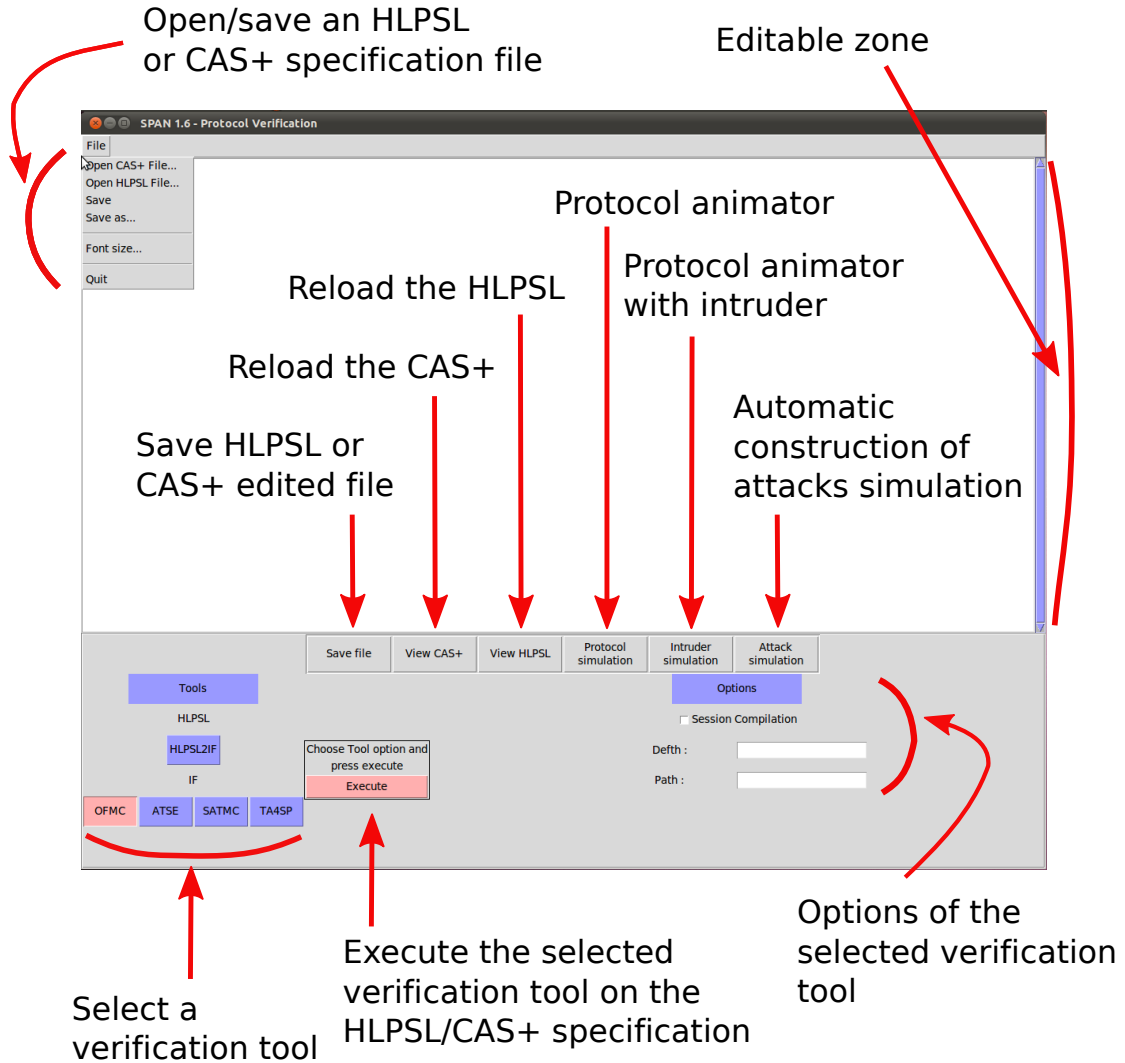 Open/save an HLPSL
or CAS+ specification file
Editable zone
SPAN 1.6 - Protocol Verification
File
Open CAS+ File...
Open HLPSL File...
Save
Save as...
Font size...
Quit
Protocol animator
Protocol animator
with intruder
Reload the HLPSL
Reload the CAS+
Automatic
construction of
attacks simulation
Save HLPSL or
CAS+ edited file
Save file
View CAS+
View HLPSL
Protocol
simulation
Intruder
simulation
Attack
simulation
Tools
HLPSL
HLPSL2IF
IF
OFMC
ATSE
SATMC
TA4SP
Choose Tool option and
press execute
Execute
Options
Session Compilation
Defth :
Path :
Select a
verification tool
Execute the selected
verification tool on the
HLPSL/CAS+ specification
Options of the
selected verification
tool